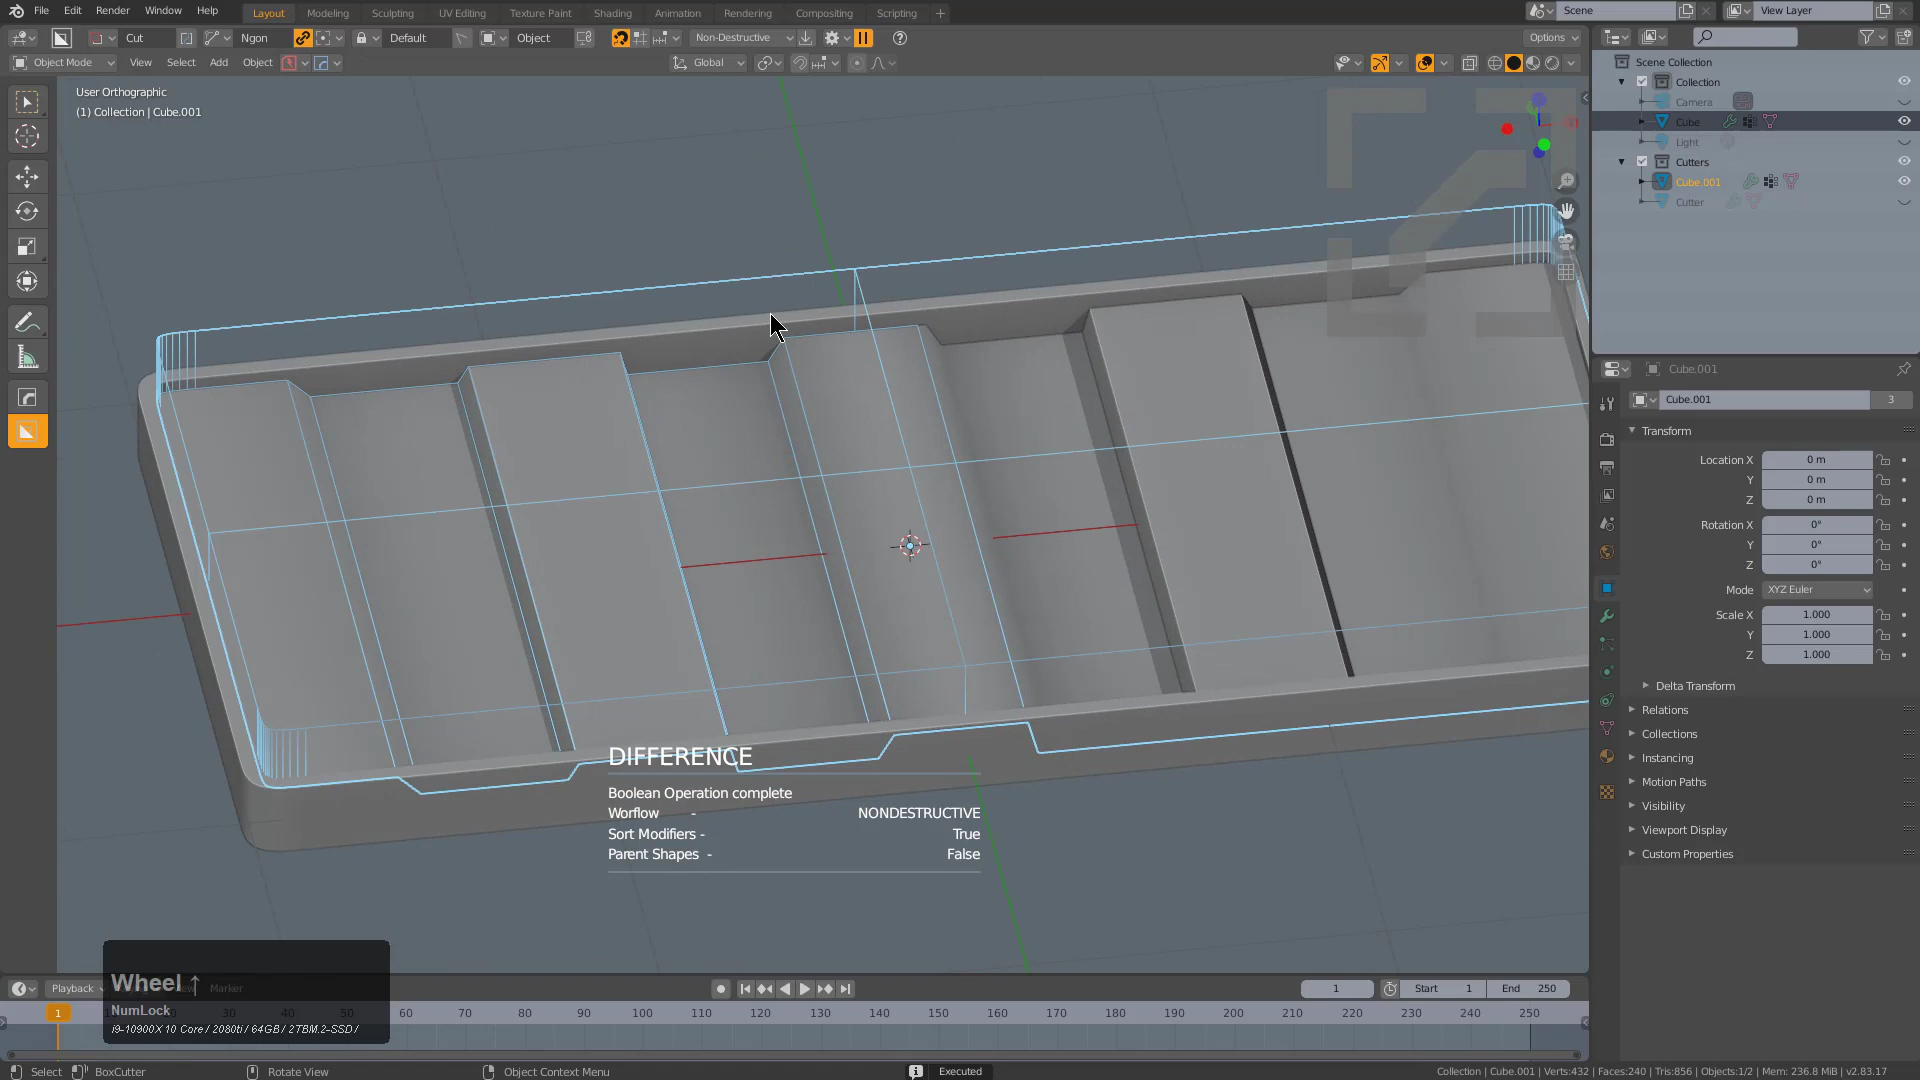 File Edit Render Window Help
Layout Modeling Sculpting UV Editing Texture Paint Shading Animation Rendering Compositing Scripting +
Scene View Layer
Cut Ngon Default Object Non-Destructive Options
Object Mode View Select Add Object Global
User Orthographic
(1) Collection | Cube.001
Scene Collection
Collection
Camera
Cube
Light
Cutters
Cube.001
Cutter
Cube.001
Cube.001 3
Transform
Location X 0 m
Y 0 m
Z 0 m
Rotation X 0°
Y 0°
Z 0°
Mode XYZ Euler
Scale X 1.000
Y 1.000
Z 1.000
Delta Transform
Relations
Collections
Instancing
Motion Paths
Visibility
Viewport Display
Custom Properties
DIFFERENCE
Boolean Operation complete
Worflow - NONDESTRUCTIVE
Sort Modifiers - True
Parent Shapes - False
Wheel ↑
NumLock
i9-10900X 10 Core / 2080ti / 64GB / 2TBM.2-SSD /
Playback Marker
1 Start 1 End 250
1 60 70 80 90 100 110 120 130 140 150 160 170 180 190 200 210 220 230 240 250
Select BoxCutter Rotate View Object Context Menu Executed
Collection | Cube.001 | Verts:432 | Faces:240 | Tris:856 | Objects:1/2 | Mem: 236.8 MiB | v2.83.17